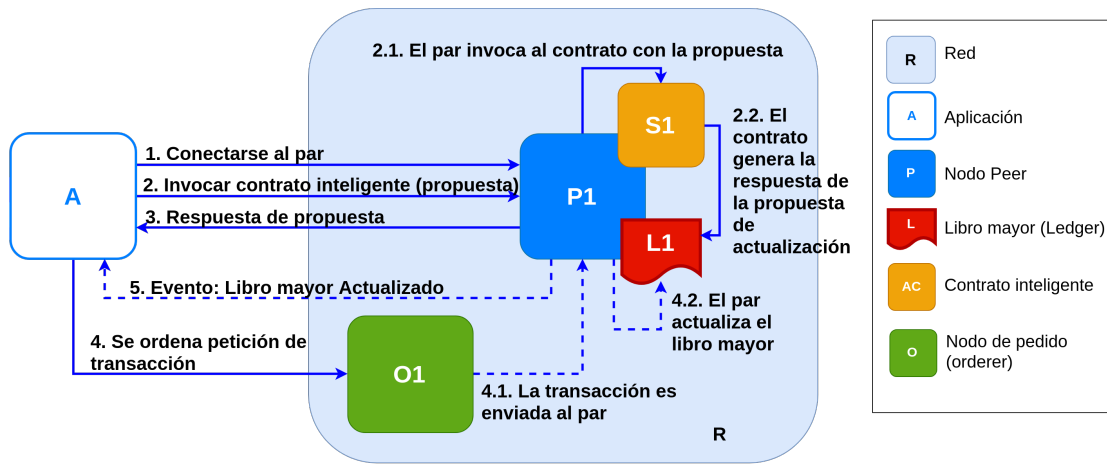 2.1. El par invoca al contrato con la propuesta
S1
2.2. El
contrato
genera la
respuesta de
la propuesta
de
actualización
1. Conectarse al par
2. Invocar contrato inteligente (propuesta)
3. Respuesta de propuesta
A
P1
L1
5. Evento: Libro mayor Actualizado
4.2. El par
actualiza el
libro mayor
4. Se ordena petición de
transacción
O1
4.1. La transacción es
enviada al par
R
R
Red
A
Aplicación
P
Nodo Peer
L
Libro mayor (Ledger)
AC
Contrato inteligente
O
Nodo de pedido
(orderer)